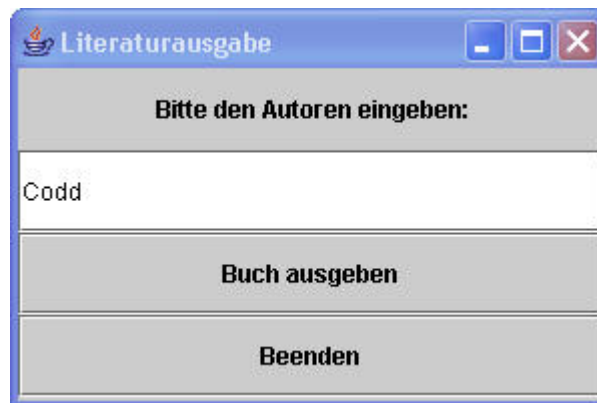 Literaturausgabe
Bitte den Autoren eingeben:
Codd
Buch ausgeben
Beenden